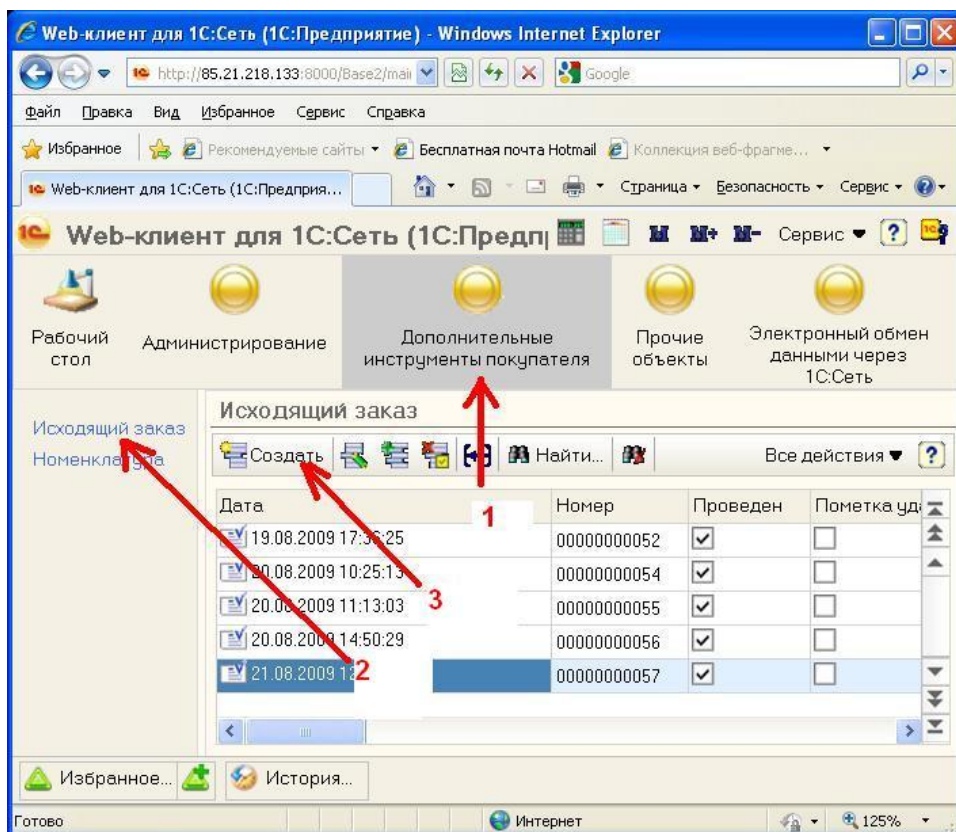 Web-клиент для 1С:Сеть (1С:Предприятие) - Windows Internet Explorer
http://85.21.218.133:8000/Base2/mai
Google
Файл Правка Вид Избранное Сервис Справка
Избранное Рекомендуемые сайты Бесплатная почта Hotmail Коллекция веб-фрагме...
Web-клиент для 1С:Сеть (1С:Предприя... Страница Безопасность Сервис
Web-клиент для 1С:Сеть (1С:Предп M M+ M- Сервис
Рабочий стол
Администрирование
Дополнительные
инструменты покупателя
Прочие
объекты
Электронный обмен
данными через
1С:Сеть
Исходящий заказ
Номенклатура
Исходящий заказ
Создать Найти... Все действия
Дата Номер Проведен Пометка уд
1
19.08.2009 17:36:25 00000000052
20.08.2009 10:25:13 00000000054
20.08.2009 11:13:03 00000000055
3
20.08.2009 14:50:29 00000000056
21.08.2009 00000000057
2
Избранное... История...
Готово Интернет 125%